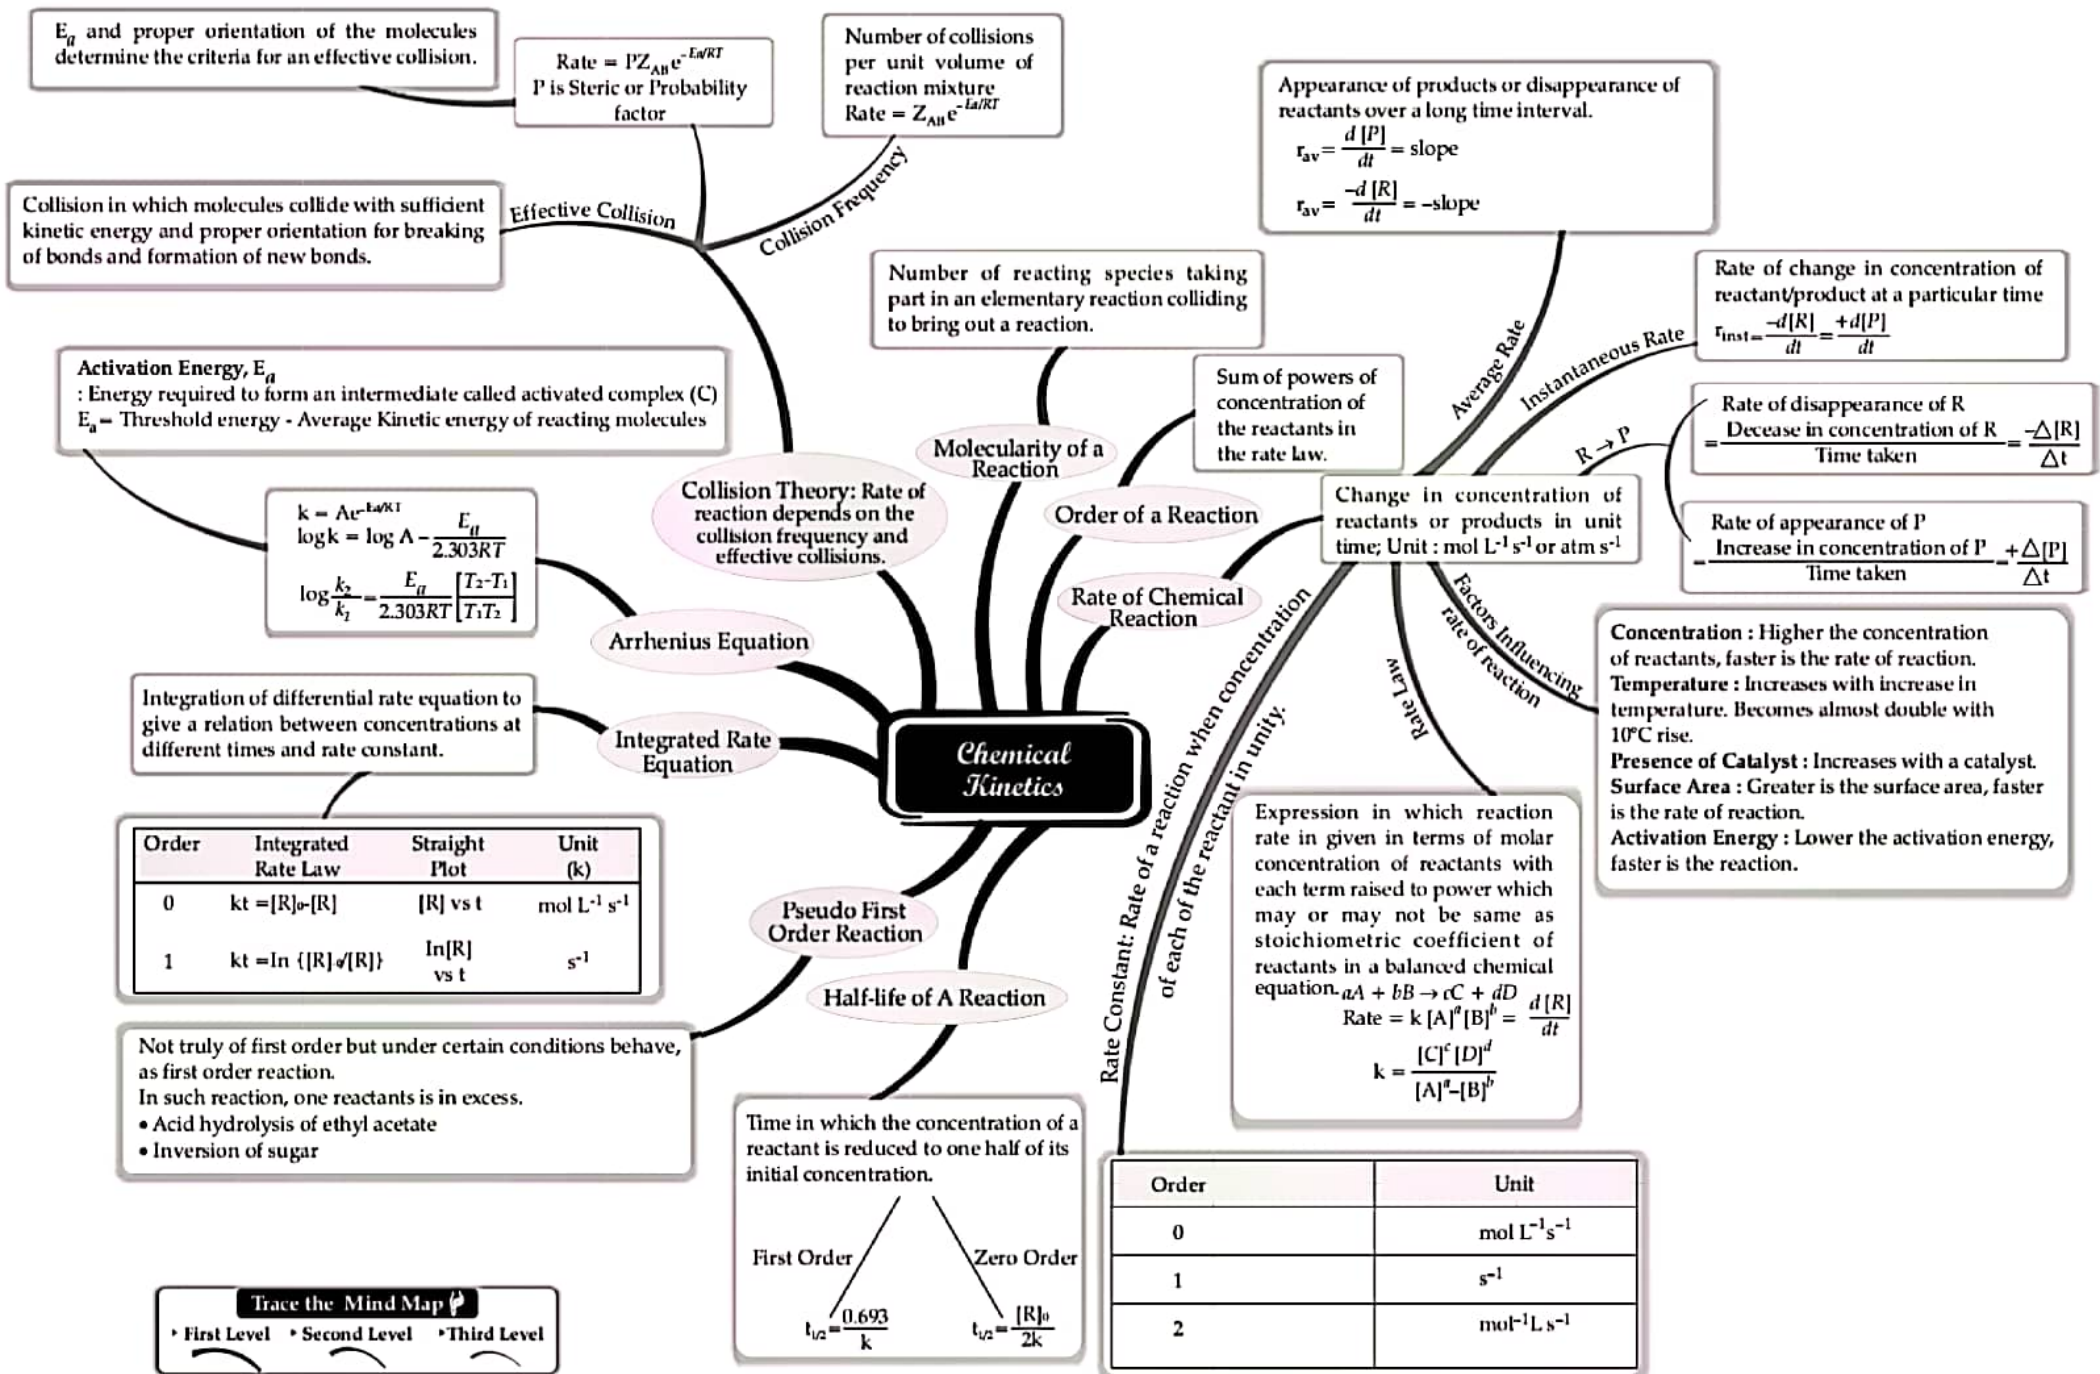 E_a and proper orientation of the molecules
determine the criteria for an effective collision.
Rate = PZ_AB e^-Ea/RT
P is Steric or Probability
factor
Number of collisions
per unit volume of
reaction mixture
Rate = Z_AB e^-Ea/RT
Collision in which molecules collide with sufficient
kinetic energy and proper orientation for breaking
of bonds and formation of new bonds.
Effective Collision
Collision Frequency
Appearance of products or disappearance of
reactants over a long time interval.
r_av = d [P] / dt = slope
r_av = –d [R] / dt = –slope
Number of reacting species taking
part in an elementary reaction colliding
to bring out a reaction.
Rate of change in concentration of
reactant/product at a particular time
r_inst = –d[R] / dt = +d[P] / dt
Average Rate
Instantaneous Rate
Activation Energy, E_a
: Energy required to form an intermediate called activated complex (C)
E_a = Threshold energy - Average Kinetic energy of reacting molecules
Sum of powers of
concentration of
the reactants in
the rate law.
R → P
Rate of disappearance of R
= Decease in concentration of R / Time taken = -△[R] / △t
Rate of appearance of P
= Increase in concentration of P / Time taken = +△[P] / △t
Molecularity of a
Reaction
Order of a Reaction
Collision Theory: Rate of
reaction depends on the
collision frequency and
effective collisions.
k = Ae^-Ea/RT
log k = log A - E_a / 2.303RT
log k_2 / k_1 = E_a / 2.303RT [T2-T1 / T1T2]
Change in concentration of
reactants or products in unit
time; Unit : mol L⁻¹ s⁻¹ or atm s⁻¹
Rate of Chemical
Reaction
Arrhenius Equation
Factors Influencing
rate of reaction
Concentration : Higher the concentration
of reactants, faster is the rate of reaction.
Temperature : Increases with increase in
temperature. Becomes almost double with
10°C rise.
Presence of Catalyst : Increases with a catalyst.
Surface Area : Greater is the surface area, faster
is the rate of reaction.
Activation Energy : Lower the activation energy,
faster is the reaction.
Rate Law
Rate Constant: Rate of a reaction when concentration
of each of the reactant in unity.
Integration of differential rate equation to
give a relation between concentrations at
different times and rate constant.
Integrated Rate
Equation
Chemical
Kinetics
Order Integrated Rate Law Straight Plot Unit (k)
0 kt =[R]₀-[R] [R] vs t mol L⁻¹ s⁻¹
1 kt =In {[R]₀/[R]} In[R] vs t s⁻¹
Expression in which reaction
rate in given in terms of molar
concentration of reactants with
each term raised to power which
may or may not be same as
stoichiometric coefficient of
reactants in a balanced chemical
equation. aA + bB → cC + dD
Rate = k [A]^a [B]^b = d [R] / dt
k = [C]^c [D]^d / [A]^a–[B]^b
Pseudo First
Order Reaction
Half-life of A Reaction
Not truly of first order but under certain conditions behave,
as first order reaction.
In such reaction, one reactants is in excess.
• Acid hydrolysis of ethyl acetate
• Inversion of sugar
Time in which the concentration of a
reactant is reduced to one half of its
initial concentration.
First Order
Zero Order
t_1/2 = 0.693 / k
t_1/2 = [R]₀ / 2k
Order Unit
0 mol L⁻¹s⁻¹
1 s⁻¹
2 mol⁻¹L s⁻¹
Trace the Mind Map
First Level Second Level Third Level